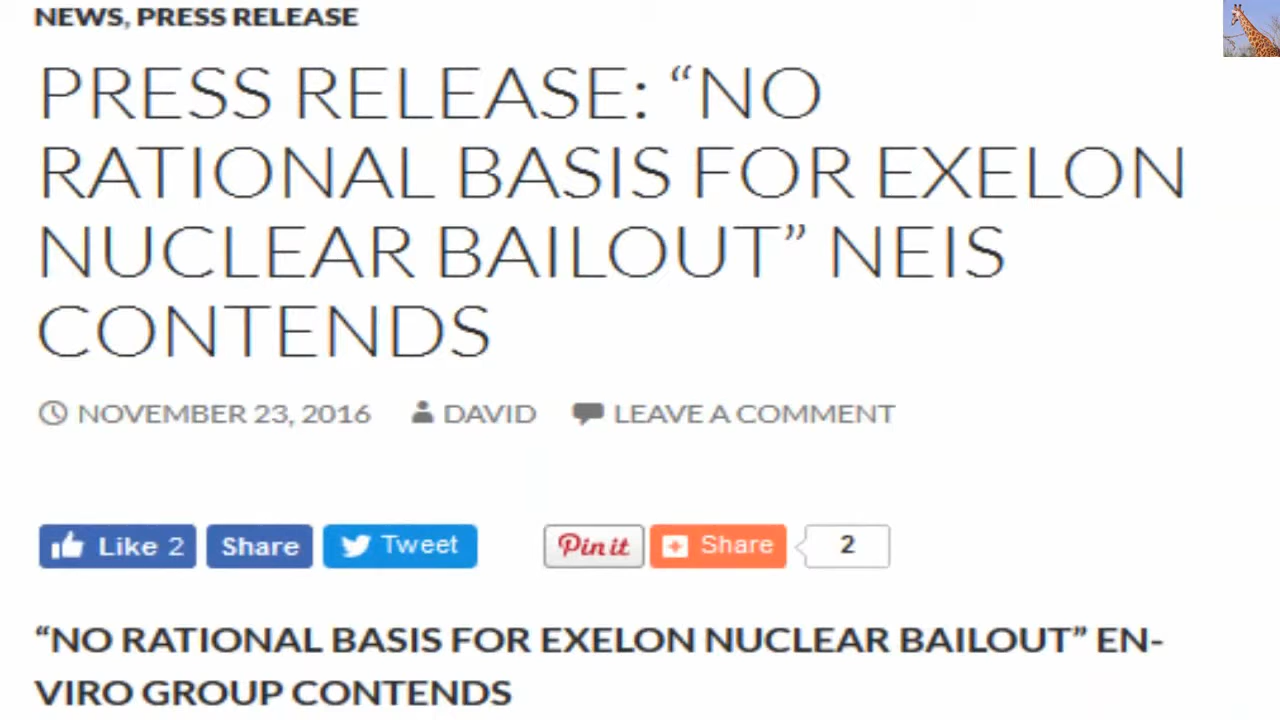 NEWS, PRESS RELEASE
PRESS RELEASE: “NO
RATIONAL BASIS FOR EXELON
NUCLEAR BAILOUT” NEIS
CONTENDS
NOVEMBER 23, 2016 DAVID LEAVE A COMMENT
Like 2 Share Tweet Pin it Share 2
“NO RATIONAL BASIS FOR EXELON NUCLEAR BAILOUT” EN-
VIRO GROUP CONTENDS